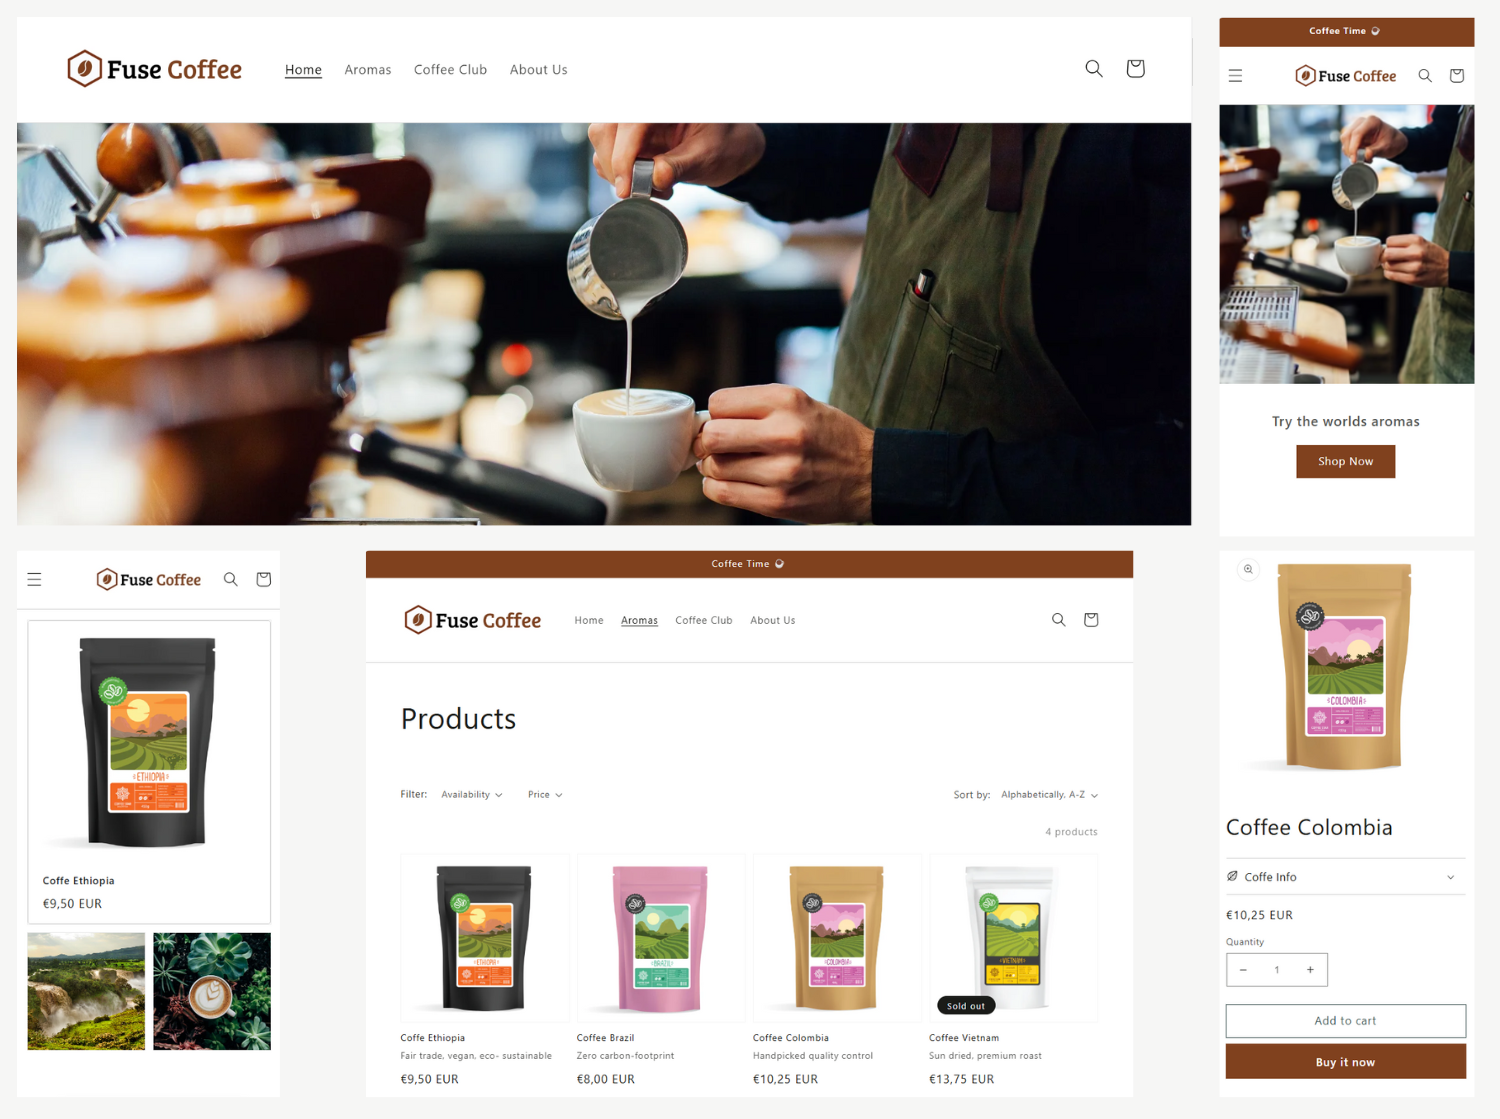 Fuse Coffee
Home Aromas Coffee Club About Us
Coffee Time
Fuse Coffee
Try the worlds aromas
Shop Now
Fuse Coffee
ETHIOPIA
Coffe Ethiopia
€9,50 EUR
Coffee Time
Fuse Coffee
Home Aromas Coffee Club About Us
Products
Filter: Availability Price
Sort by: Alphabetically, A-Z
4 products
ETHIOPIA
BRAZIL
COLOMBIA
VIETNAM
Sold out
Coffe Ethiopia
Fair trade, vegan, eco- sustainable
€9,50 EUR
Coffee Brazil
Zero carbon-footprint
€8,00 EUR
Coffee Colombia
Handpicked quality control
€10,25 EUR
Coffee Vietnam
Sun dried, premium roast
€13,75 EUR
COLOMBIA
Coffee Colombia
Coffe Info
€10,25 EUR
Quantity
− 1 +
Add to cart
Buy it now